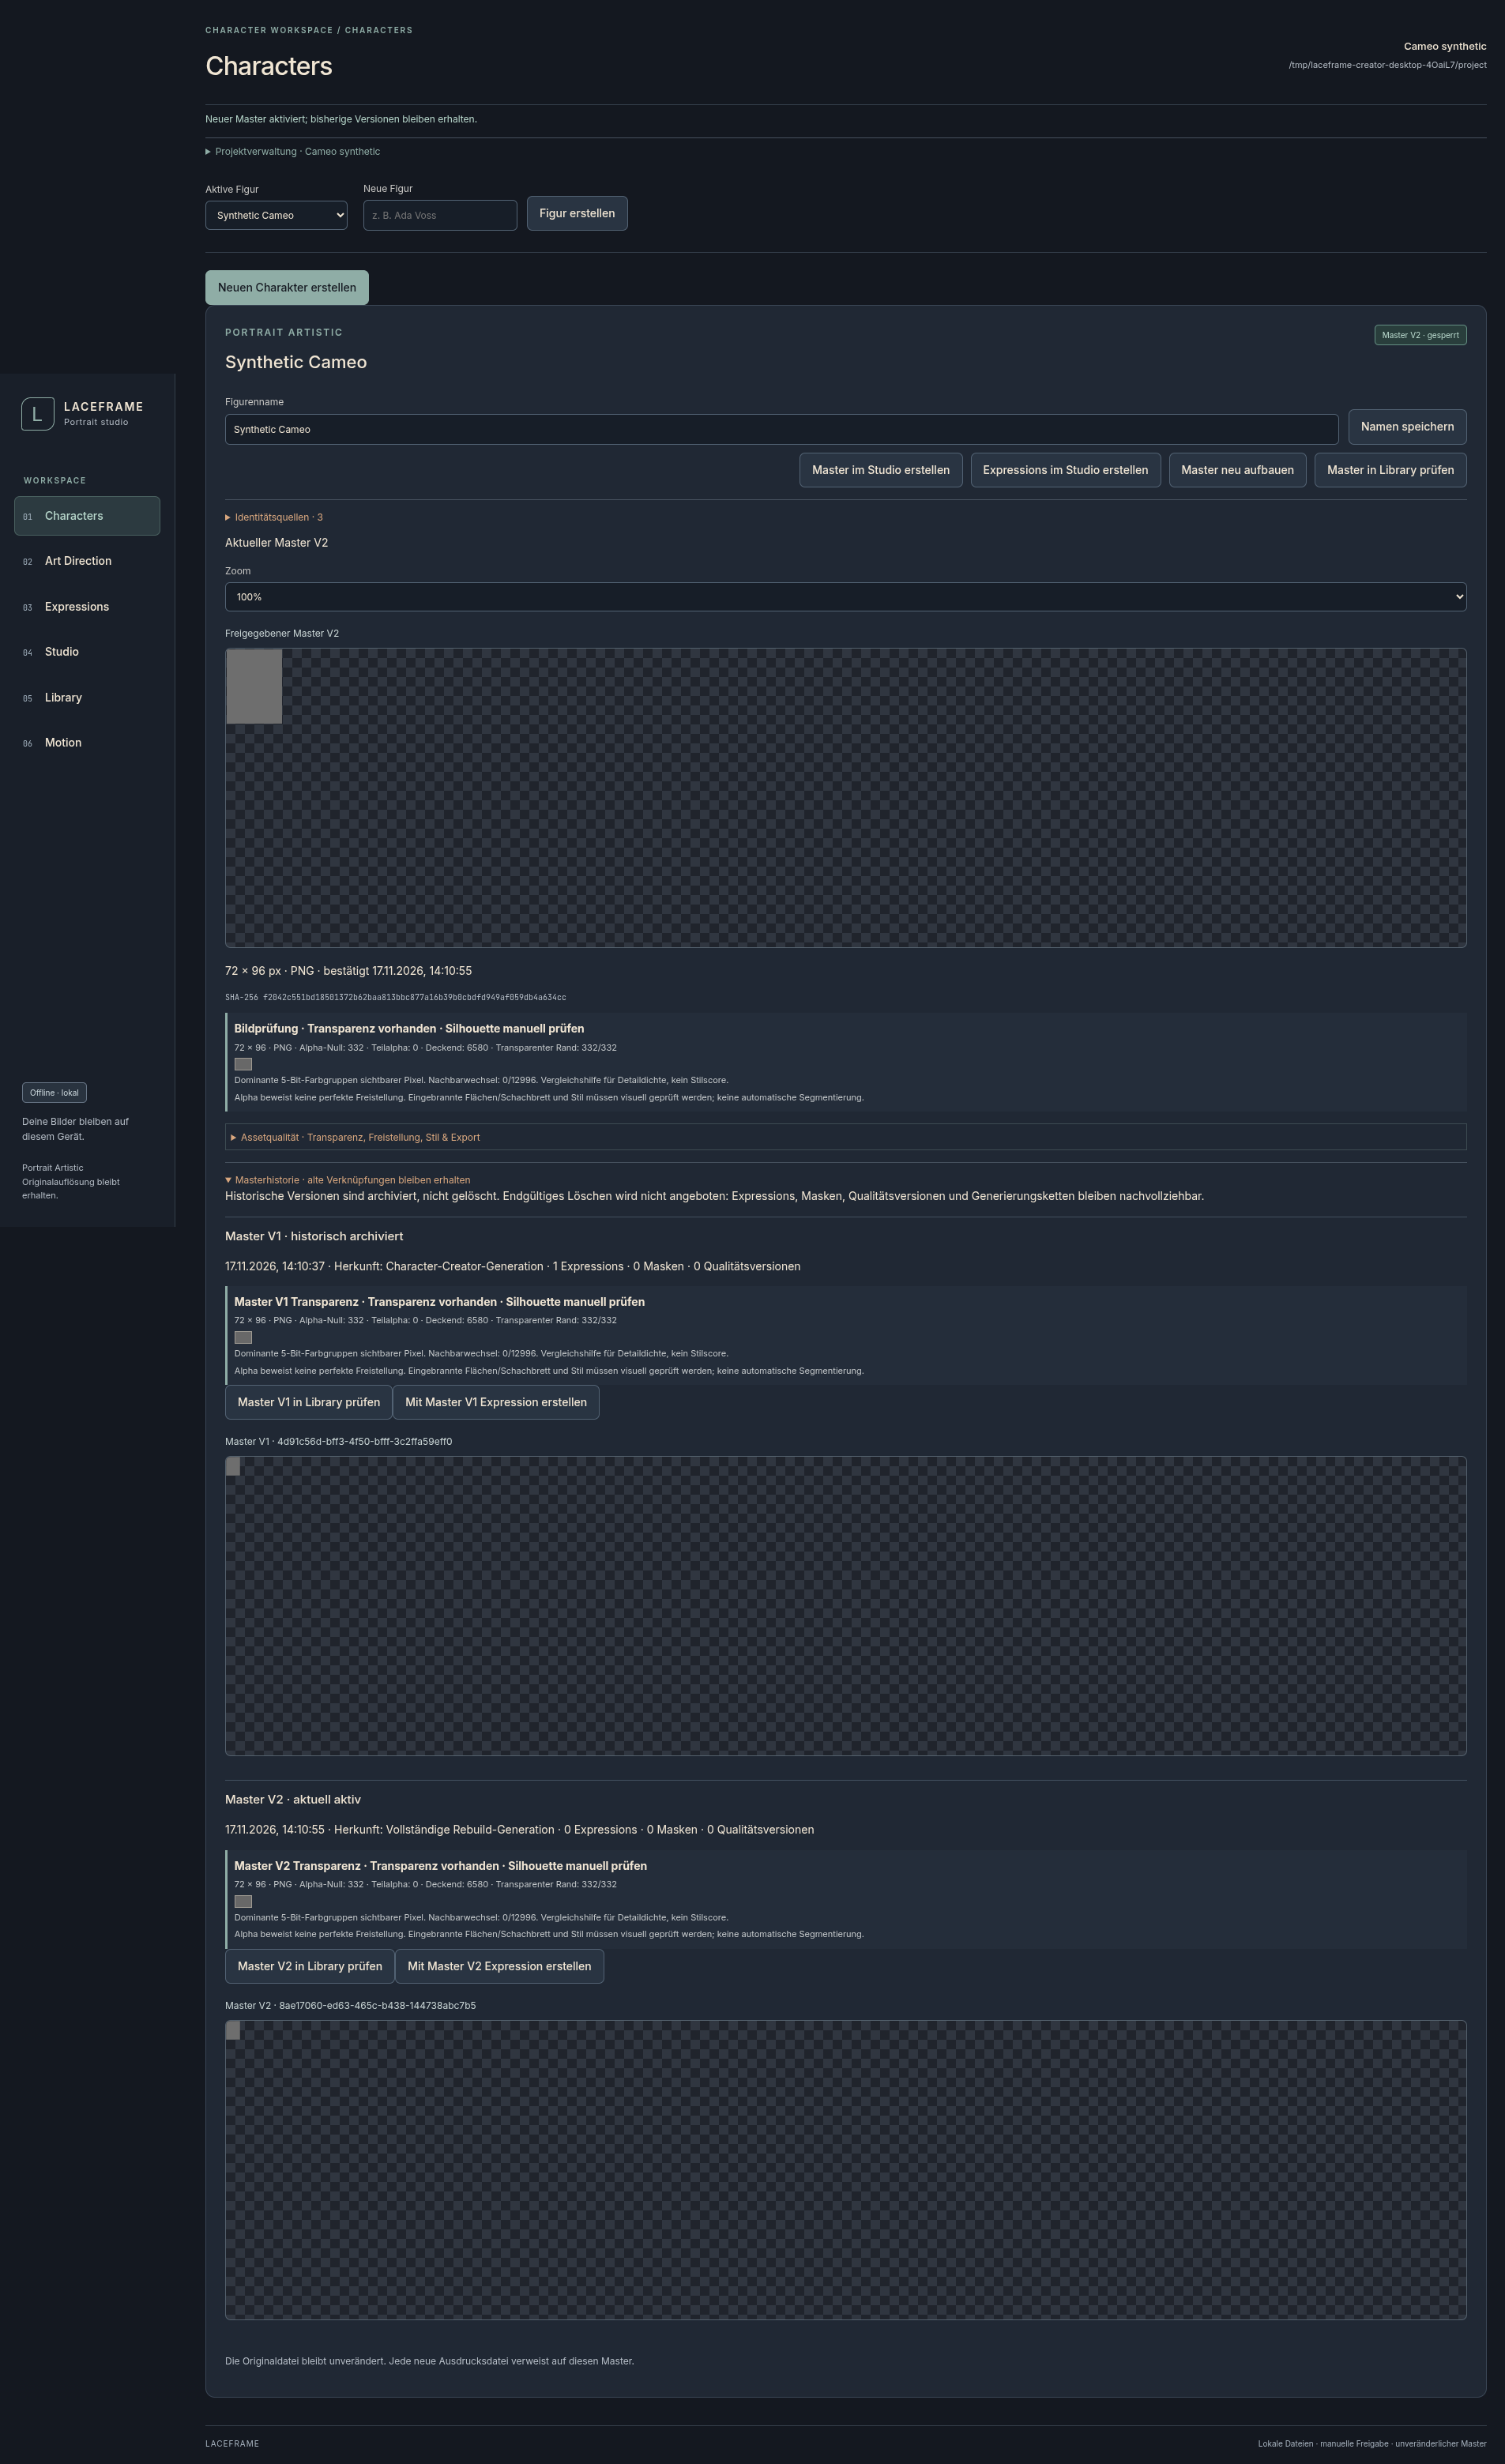 CHARACTER WORKSPACE / CHARACTERS
Characters
Cameo synthetic
/tmp/laceframe-creator-desktop-4OaiL7/project
Neuer Master aktiviert; bisherige Versionen bleiben erhalten.
Projektverwaltung · Cameo synthetic
Aktive Figur
Neue Figur
Synthetic Cameo
z. B. Ada Voss
Figur erstellen
Neuen Charakter erstellen
L
LACEFRAME
Portrait studio
WORKSPACE
01 Characters
02 Art Direction
03 Expressions
04 Studio
05 Library
06 Motion
Offline · lokal
Deine Bilder bleiben auf
diesem Gerät.
Portrait Artistic
Originalauflösung bleibt
erhalten.
PORTRAIT ARTISTIC
Master V2 · gesperrt
Synthetic Cameo
Figurenname
Synthetic Cameo
Namen speichern
Master im Studio erstellen
Expressions im Studio erstellen
Master neu aufbauen
Master in Library prüfen
Identitätsquellen · 3
Aktueller Master V2
Zoom
100%
Freigegebener Master V2
72 × 96 px · PNG · bestätigt 17.11.2026, 14:10:55
SHA-256 f2042c551bd18501372b62baa813bbc877a16b39b0cbdfd949af059db4a634cc
Bildprüfung · Transparenz vorhanden · Silhouette manuell prüfen
72 × 96 · PNG · Alpha-Null: 332 · Teilalpha: 0 · Deckend: 6580 · Transparenter Rand: 332/332
Dominante 5-Bit-Farbgruppen sichtbarer Pixel. Nachbarwechsel: 0/12996. Vergleichshilfe für Detaildichte, kein Stilscore.
Alpha beweist keine perfekte Freistellung. Eingebrannte Flächen/Schachbrett und Stil müssen visuell geprüft werden; keine automatische Segmentierung.
Assetqualität · Transparenz, Freistellung, Stil & Export
Masterhistorie · alte Verknüpfungen bleiben erhalten
Historische Versionen sind archiviert, nicht gelöscht. Endgültiges Löschen wird nicht angeboten: Expressions, Masken, Qualitätsversionen und Generierungsketten bleiben nachvollziehbar.
Master V1 · historisch archiviert
17.11.2026, 14:10:37 · Herkunft: Character-Creator-Generation · 1 Expressions · 0 Masken · 0 Qualitätsversionen
Master V1 Transparenz · Transparenz vorhanden · Silhouette manuell prüfen
72 × 96 · PNG · Alpha-Null: 332 · Teilalpha: 0 · Deckend: 6580 · Transparenter Rand: 332/332
Dominante 5-Bit-Farbgruppen sichtbarer Pixel. Nachbarwechsel: 0/12996. Vergleichshilfe für Detaildichte, kein Stilscore.
Alpha beweist keine perfekte Freistellung. Eingebrannte Flächen/Schachbrett und Stil müssen visuell geprüft werden; keine automatische Segmentierung.
Master V1 in Library prüfen
Mit Master V1 Expression erstellen
Master V1 · 4d91c56d-bff3-4f50-bfff-3c2ffa59eff0
Master V2 · aktuell aktiv
17.11.2026, 14:10:55 · Herkunft: Vollständige Rebuild-Generation · 0 Expressions · 0 Masken · 0 Qualitätsversionen
Master V2 Transparenz · Transparenz vorhanden · Silhouette manuell prüfen
72 × 96 · PNG · Alpha-Null: 332 · Teilalpha: 0 · Deckend: 6580 · Transparenter Rand: 332/332
Dominante 5-Bit-Farbgruppen sichtbarer Pixel. Nachbarwechsel: 0/12996. Vergleichshilfe für Detaildichte, kein Stilscore.
Alpha beweist keine perfekte Freistellung. Eingebrannte Flächen/Schachbrett und Stil müssen visuell geprüft werden; keine automatische Segmentierung.
Master V2 in Library prüfen
Mit Master V2 Expression erstellen
Master V2 · 8ae17060-ed63-465c-b438-144738abc7b5
Die Originaldatei bleibt unverändert. Jede neue Ausdrucksdatei verweist auf diesen Master.
LACEFRAME
Lokale Dateien · manuelle Freigabe · unveränderlicher Master